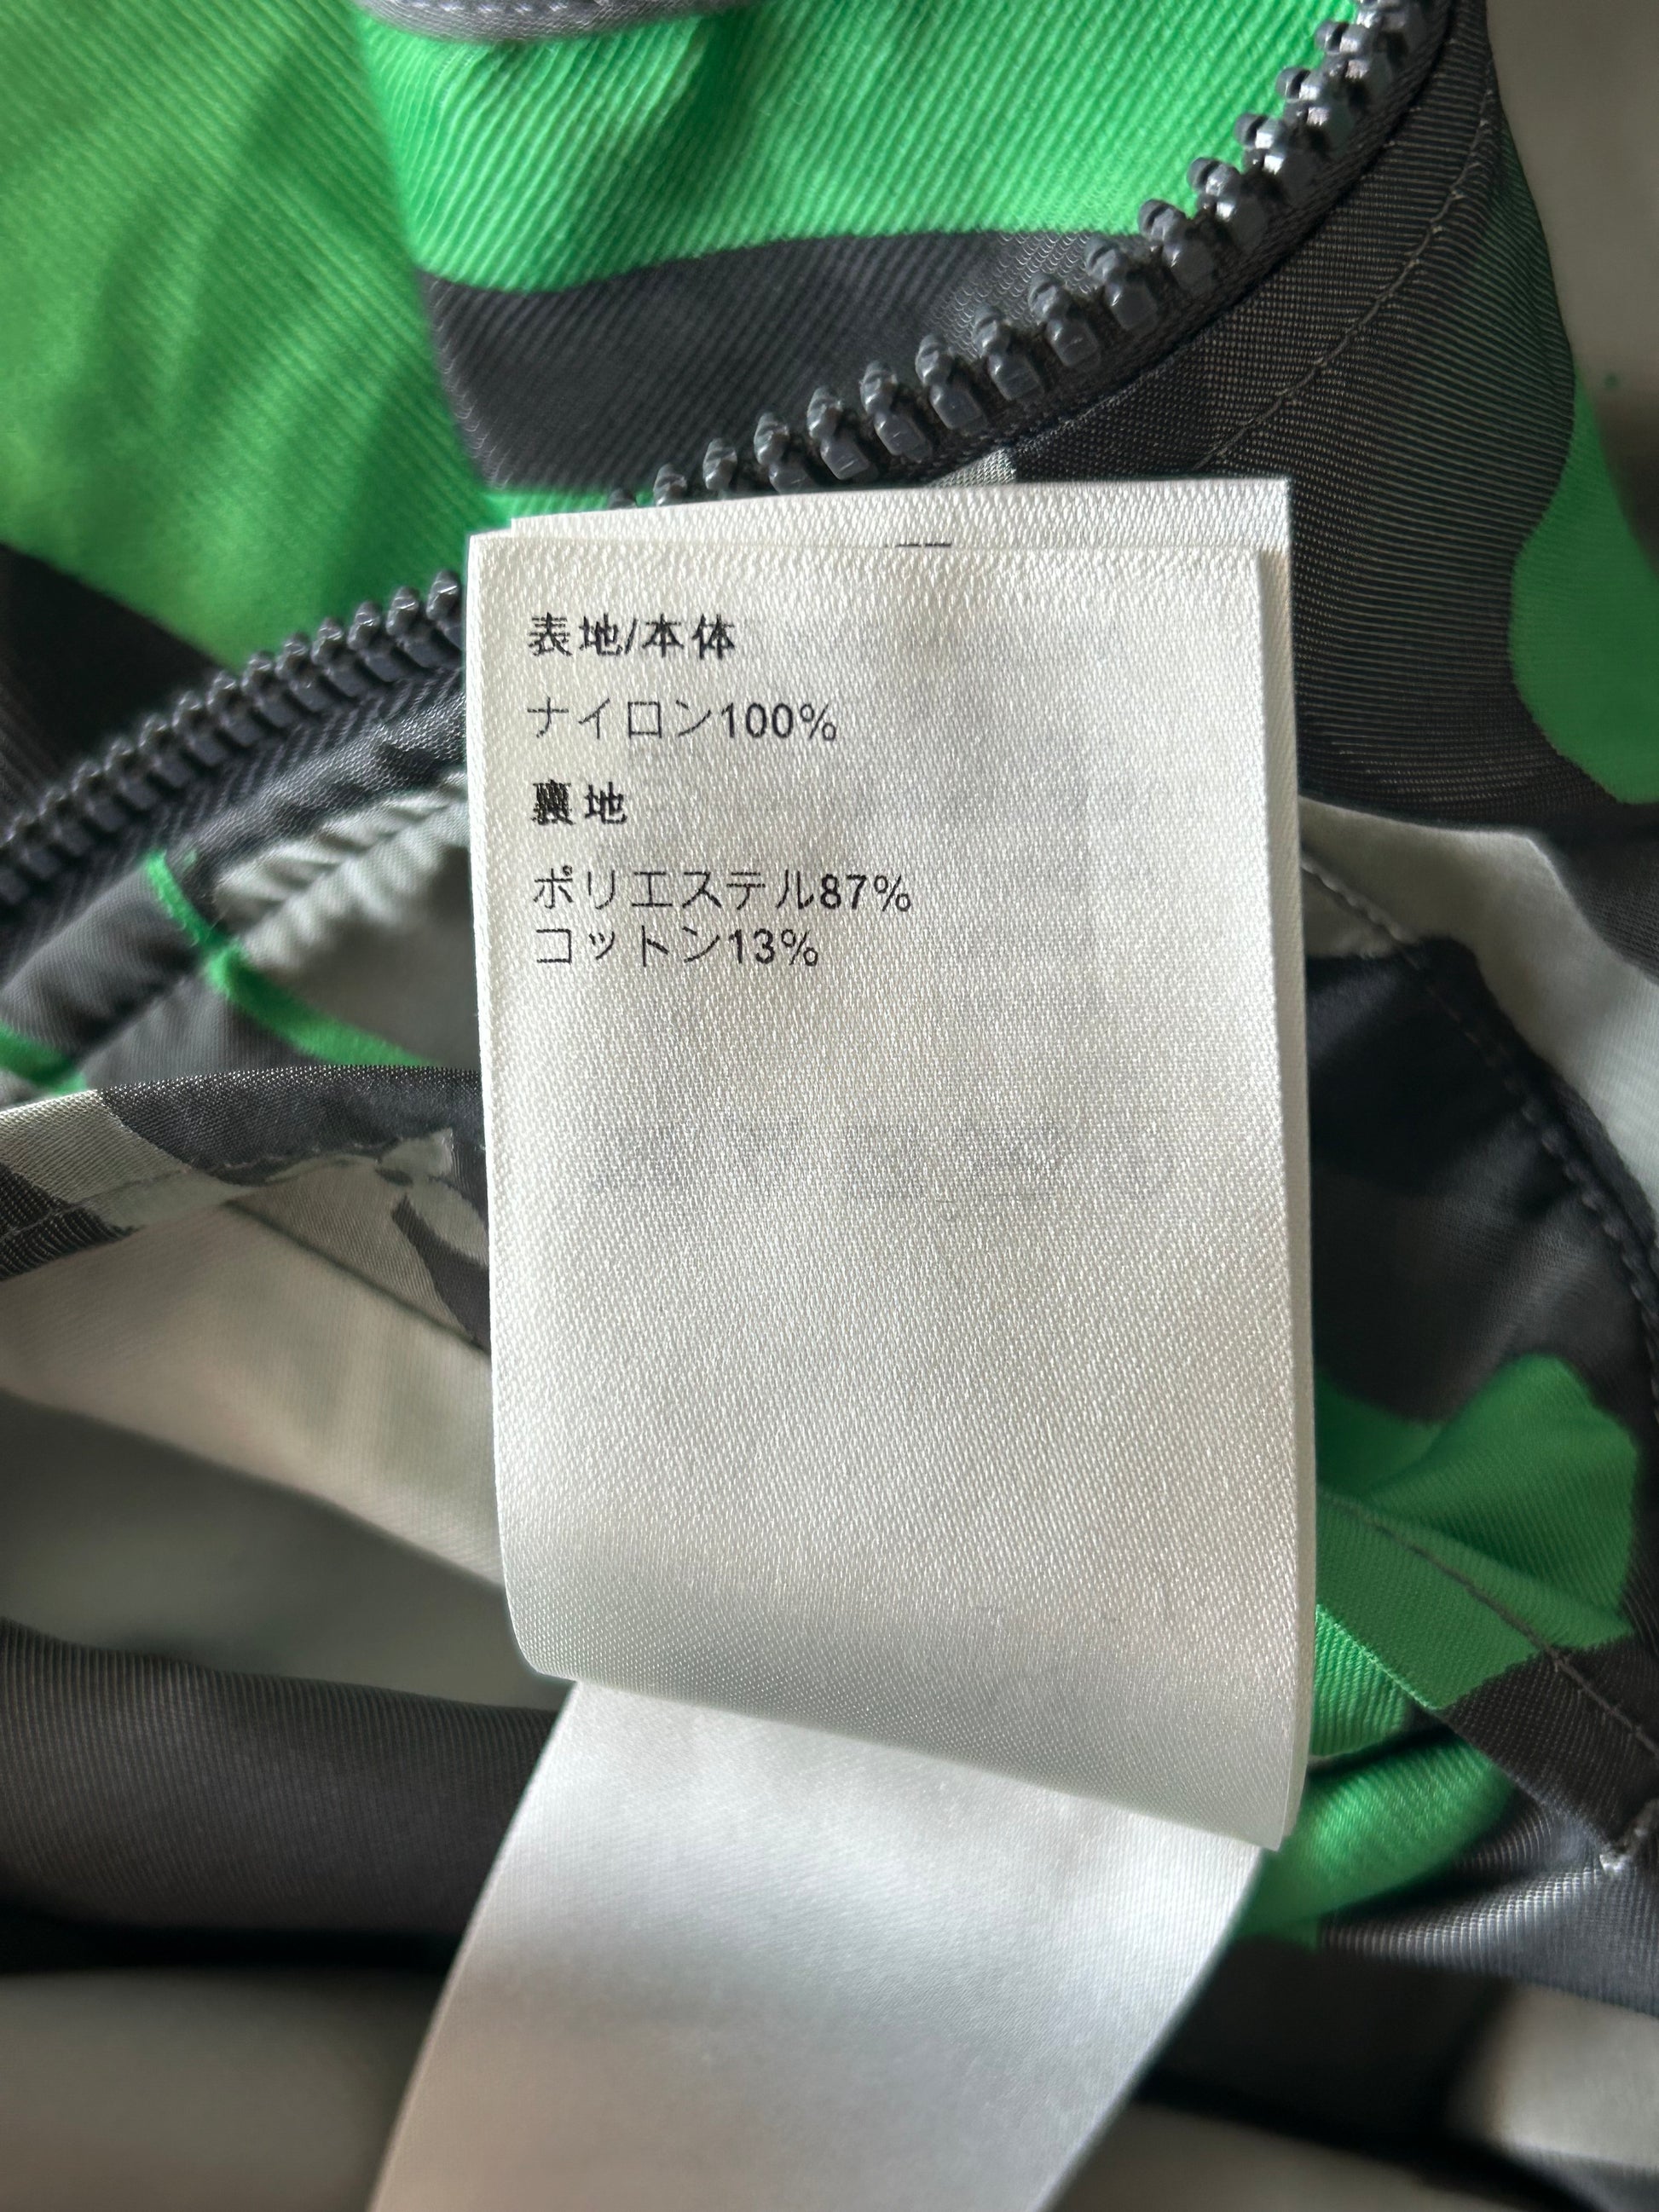 表地/本体
ナイロン100%
裏地
ポリエステル87%
コットン13%